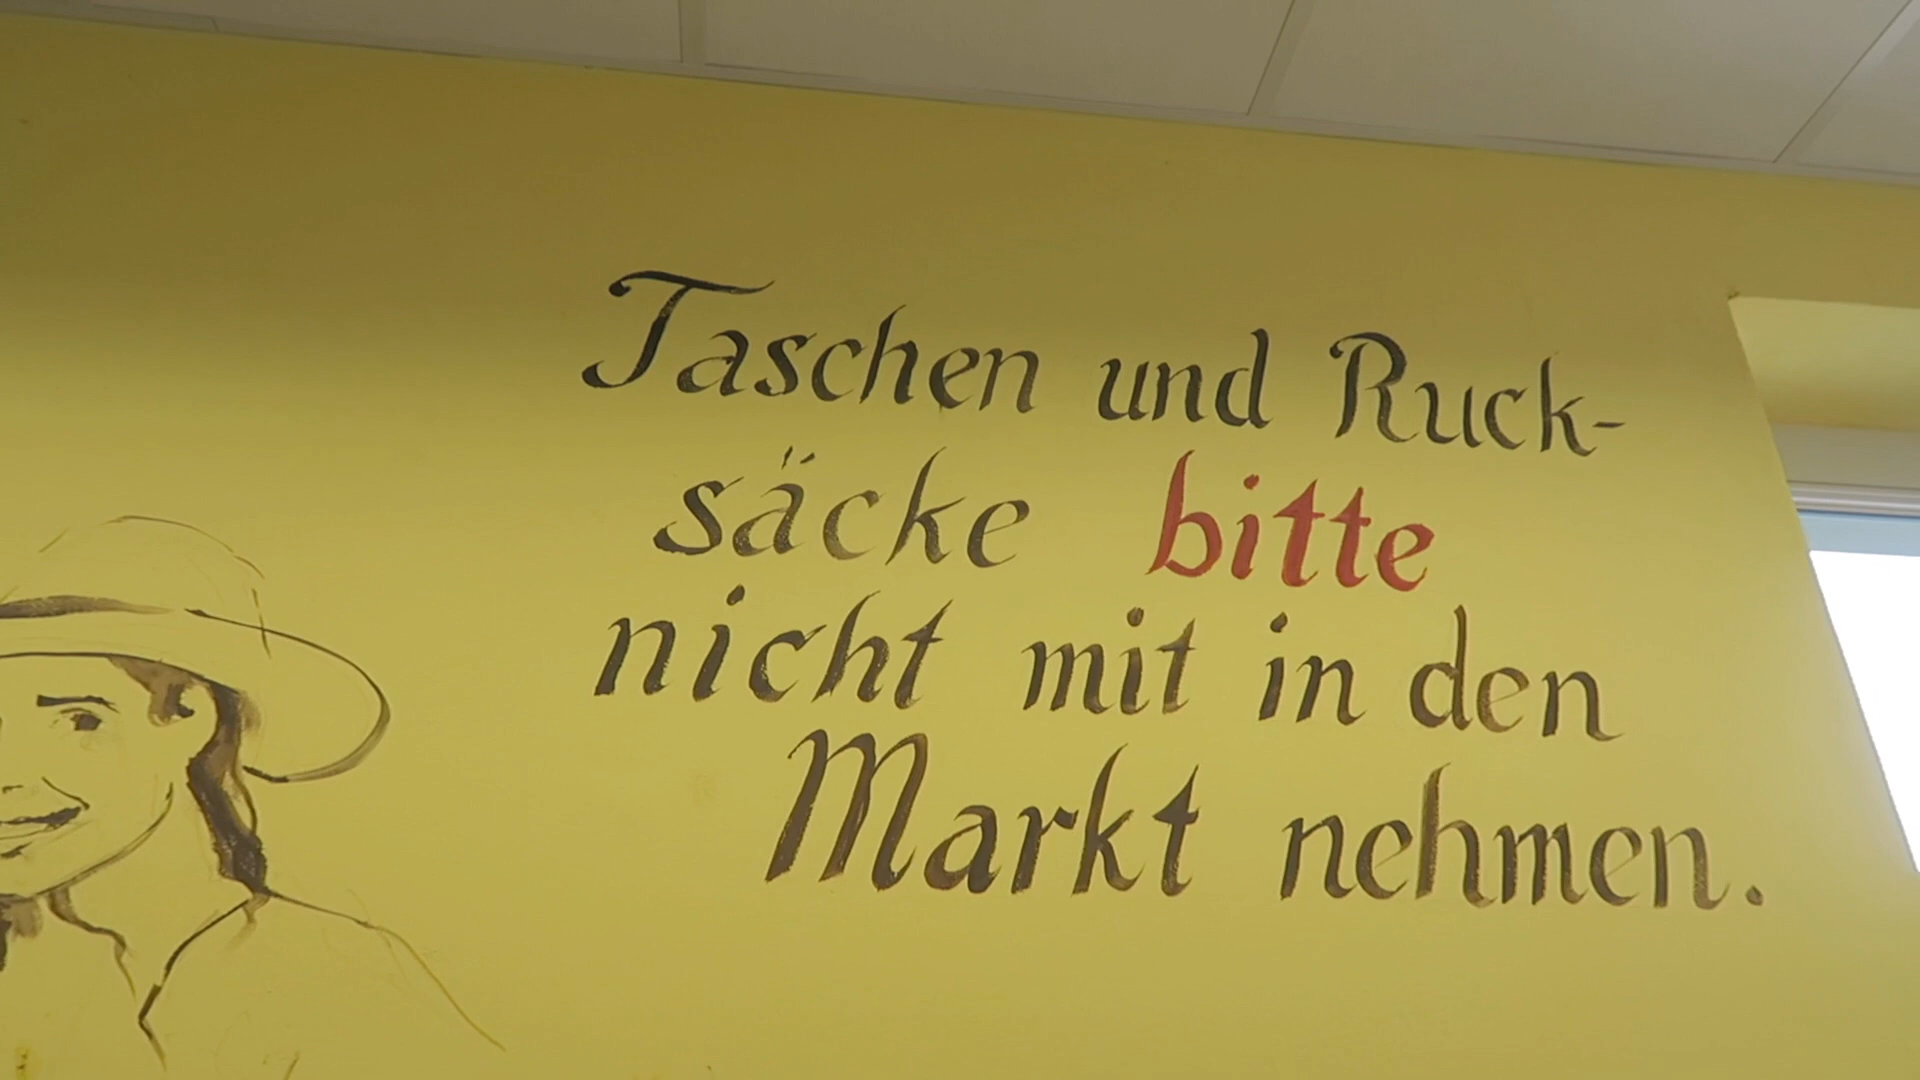 Taschen und Ruck-
säcke bitte
nicht mit in den
Markt nehmen.